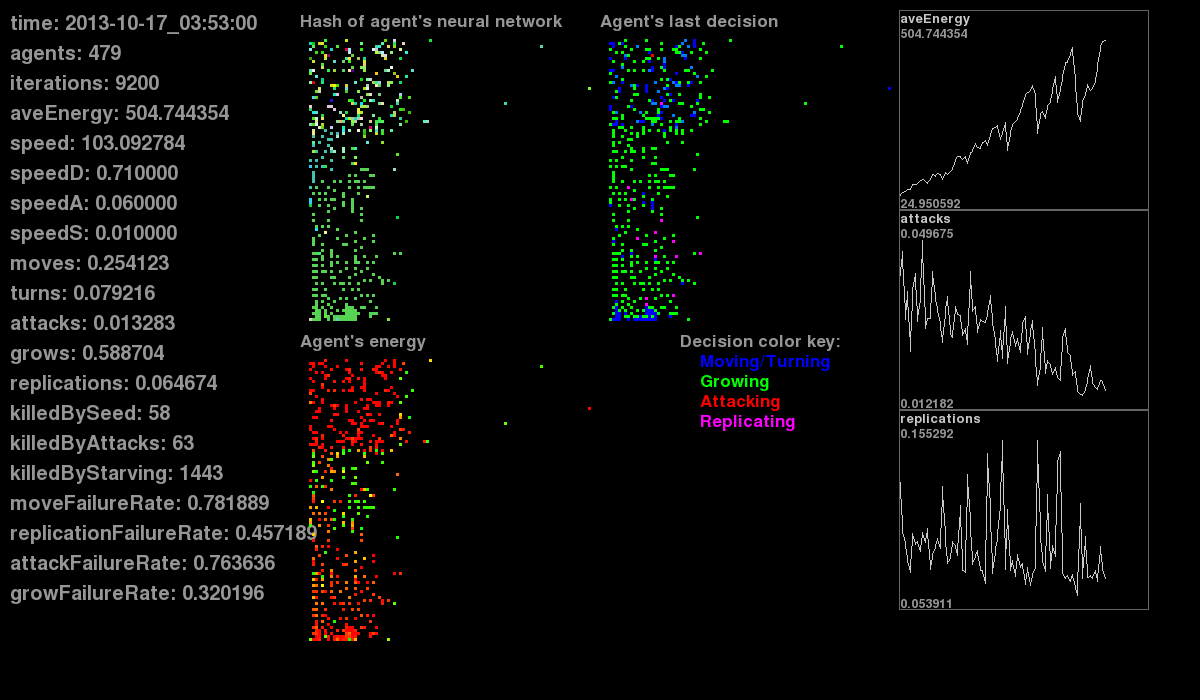 time: 2013-10-17_03:53:00
agents: 479
iterations: 9200
aveEnergy: 504.744354
speed: 103.092784
speedD: 0.710000
speedA: 0.060000
speedS: 0.010000
moves: 0.254123
turns: 0.079216
attacks: 0.013283
grows: 0.588704
replications: 0.064674
killedBySeed: 58
killedByAttacks: 63
killedByStarving: 1443
moveFailureRate: 0.781889
replicationFailureRate: 0.457189
attackFailureRate: 0.763636
growFailureRate: 0.320196
Hash of agent's neural network
Agent's last decision
Agent's energy
Decision color key:
Moving/Turning
Growing
Attacking
Replicating
aveEnergy
504.744354
24.950592
attacks
0.049675
0.012182
replications
0.155292
0.053911